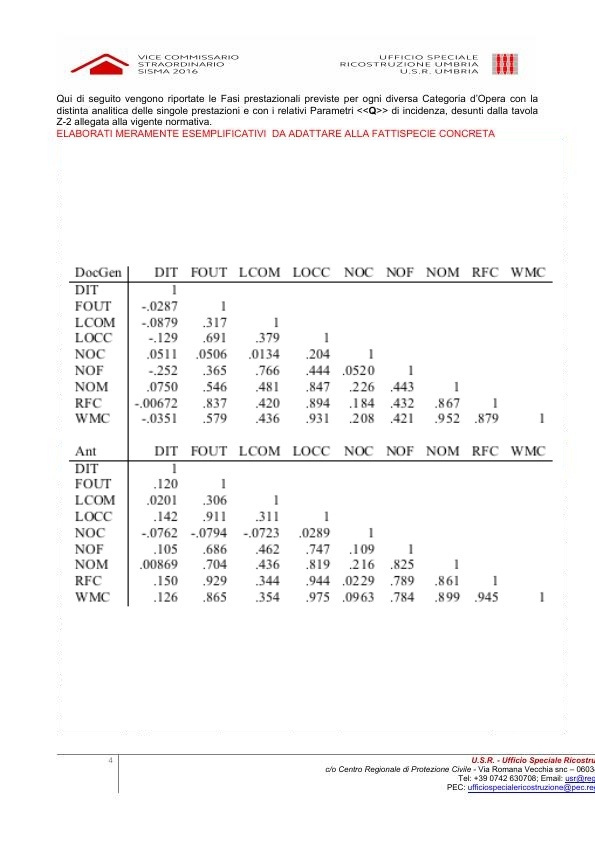 VICE COMMISSARIO
STRAORDINARIO
SISMA 2016
UFFICIO SPECIALE
RICOSTRUZIONE UMBRIA
U.S.R. UMBRIA
Qui di seguito vengono riportate le Fasi prestazionali previste per ogni diversa Categoria d'Opera con la
distinta analitica delle singole prestazioni e con i relativi Parametri <<Q>> di incidenza, desunti dalla tavola
Z-2 allegata alla vigente normativa.
ELABORATI MERAMENTE ESEMPLIFICATIVI DA ADATTARE ALLA FATTISPECIE CONCRETA
DocGen DIT FOUT LCOM LOCC NOC NOF NOM RFC WMC
DIT 1
FOUT -.0287 1
LCOM -.0879 .317 1
LOCC -.129 .691 .379 1
NOC .0511 .0506 .0134 .204 1
NOF -.252 .365 .766 .444 .0520 1
NOM .0750 .546 .481 .847 .226 .443 1
RFC -.00672 .837 .420 .894 .184 .432 .867 1
WMC -.0351 .579 .436 .931 .208 .421 .952 .879 1
Ant DIT FOUT LCOM LOCC NOC NOF NOM RFC WMC
DIT 1
FOUT .120 1
LCOM .0201 .306 1
LOCC .142 .911 .311 1
NOC -.0762 -.0794 -.0723 .0289 1
NOF .105 .686 .462 .747 .109 1
NOM .00869 .704 .436 .819 .216 .825 1
RFC .150 .929 .344 .944 .0229 .789 .861 1
WMC .126 .865 .354 .975 .0963 .784 .899 .945 1
4
U.S.R. - Ufficio Speciale Ricostru
c/o Centro Regionale di Protezione Civile - Via Romana Vecchia snc – 0603
Tel: +39 0742 630708; Email: usr@reg
PEC: ufficiospecialericostruzione@pec.reg